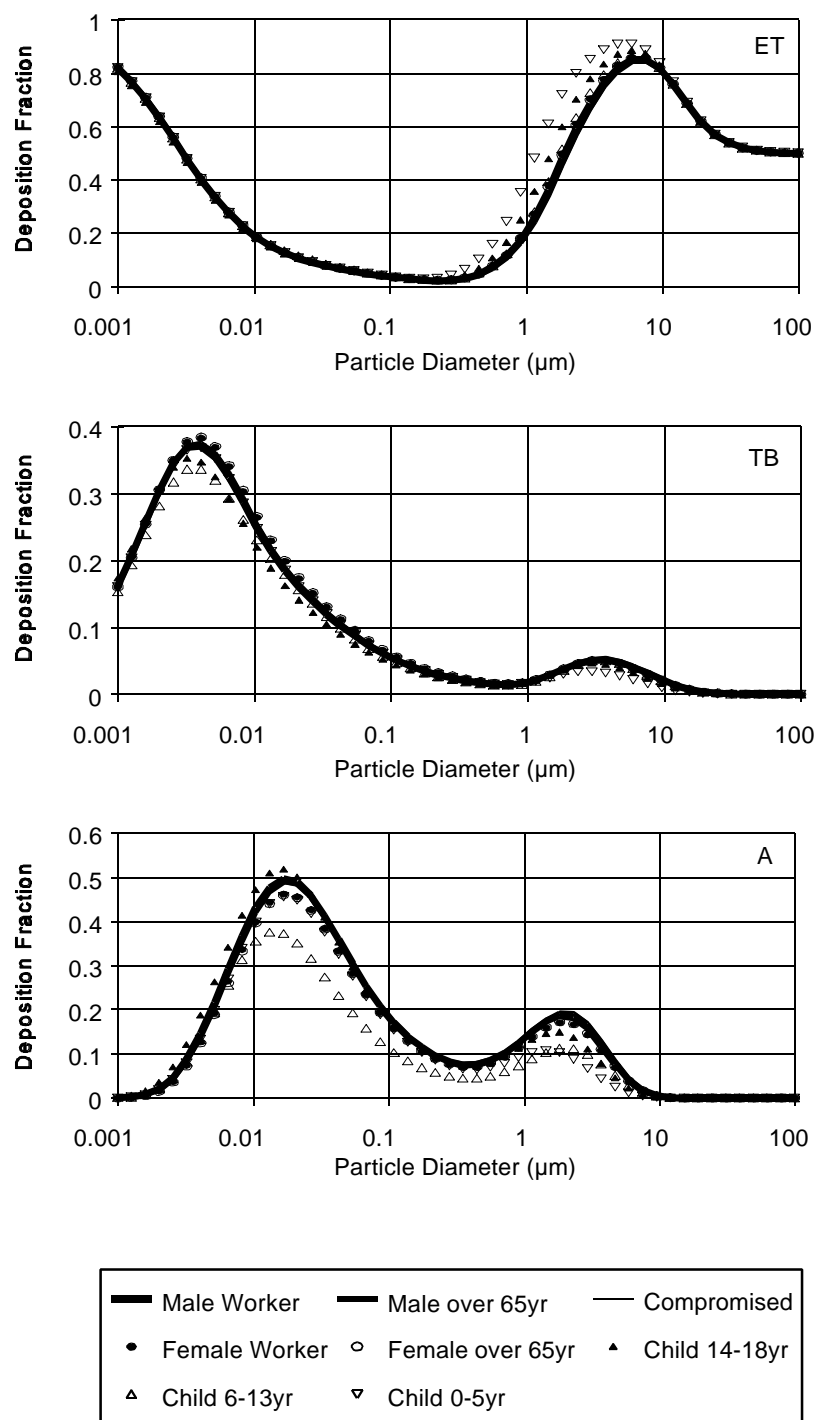 ET
1
0.8
0.6
0.4
0.2
0
Deposition Fraction
0.001 0.01 0.1 1 10 100
Particle Diameter (µm)
TB
0.4
0.3
0.2
0.1
0
Deposition Fraction
0.001 0.01 0.1 1 10 100
Particle Diameter (µm)
A
0.6
0.5
0.4
0.3
0.2
0.1
0
Deposition Fraction
0.001 0.01 0.1 1 10 100
Particle Diameter (µm)
Male Worker Male over 65yr Compromised
Female Worker Female over 65yr Child 14-18yr
Child 6-13yr Child 0-5yr